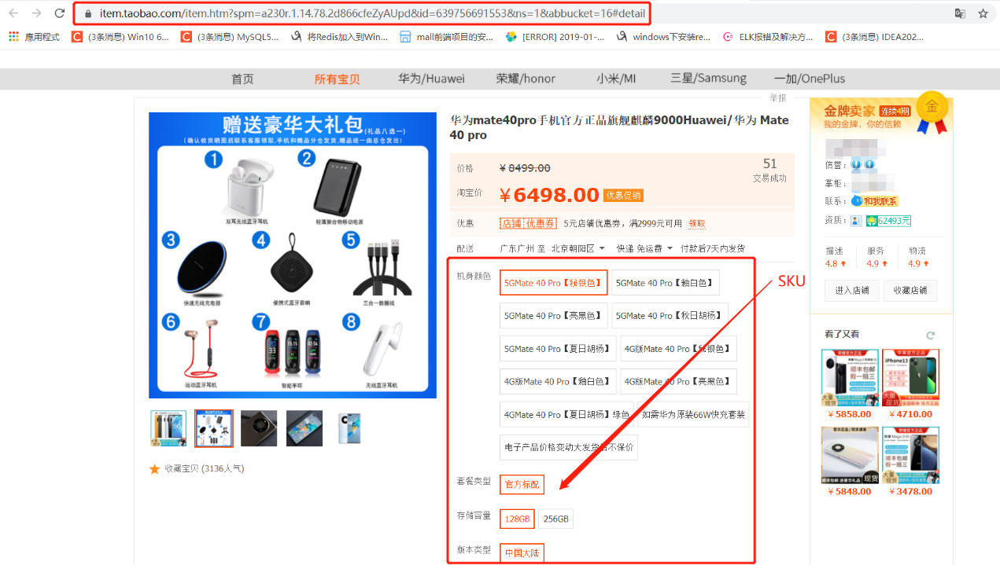 item.taobao.com/item.htm?spm=a230r.1.14.78.2d866cfeZyAUpd&id=639756691553&ns=1&abbucket=16#detail
應用程式 (3条消息) Win10 6... (3条消息) MySQL5... 将Redis加入到Win... mall前端项目的安... [ERROR] 2019-01-... windows下安装re... ELK报错及解决方... (3条消息) IDEA202...
首页 所有宝贝 华为/Huawei 荣耀/honor 小米/MI 三星/Samsung 一加/OnePlus
举报
赠送豪华大礼包(礼品八选一)
(确认收货晒图后联系客服领取,手机和赠品分仓发货,赠品统一由总仓发出)
1 2
双耳无线蓝牙耳机 轻薄聚合物移动电源
3 4 5
快速无线充电器 便携式蓝牙音响 三合一数据线
6 7 8
运动蓝牙耳机 智能手环 无线蓝牙耳机
收藏宝贝 (3136人气)
华为mate40pro手机官方正品旗舰麒麟9000Huawei/华为 Mate
40 pro
价格 ¥ 8499.00 51
交易成功
淘宝价 ¥6498.00 优惠促销
优惠 店铺优惠券 5元店铺优惠券，满2999元可用 领取
配送 广东广州 至 北京朝阳区 快递 免运费 付款后7天内发货
机身颜色 5GMate 40 Pro【秘银色】 5GMate 40 Pro【釉白色】
5GMate 40 Pro【亮黑色】 5GMate 40 Pro【秋日胡杨】
5GMate 40 Pro【夏日胡杨】 4G版Mate 40 Pro【秘银色】
4G版Mate 40 Pro【釉白色】 4G版Mate 40 Pro【亮黑色】
4GMate 40 Pro【夏日胡杨】绿色 如需华为原装66W快充套装
电子产品价格变动大发货后不保价
套餐类型 官方标配
存储容量 128GB 256GB
版本类型 中国大陆
SKU
金牌卖家 连续4期 金
我的金牌，你的信赖
信誉：
掌柜：
联系： 和我联系
资质： 62493元
描述 服务 物流
4.8 4.9 4.9
进入店铺 收藏店铺
看了又看
¥5858.00 ¥4710.00
¥5848.00 ¥3478.00